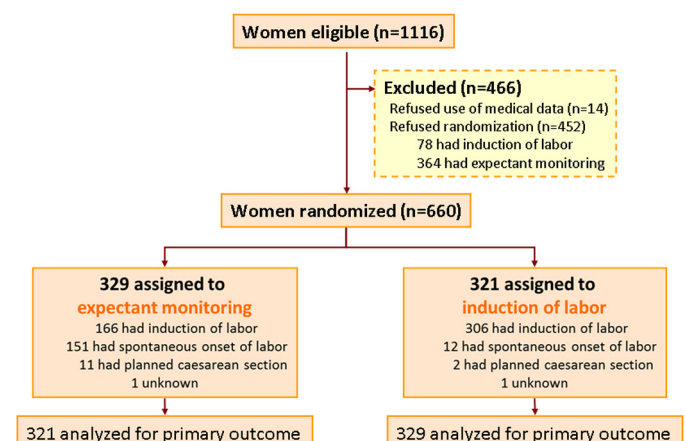 Women eligible (n=1116)
Excluded (n=466)
Refused use of medical data (n=14)
Refused randomization (n=452)
78 had induction of labor
364 had expectant monitoring
Women randomized (n=660)
329 assigned to
expectant monitoring
166 had induction of labor
151 had spontaneous onset of labor
11 had planned caesarean section
1 unknown
321 assigned to
induction of labor
306 had induction of labor
12 had spontaneous onset of labor
2 had planned caesarean section
1 unknown
321 analyzed for primary outcome
329 analyzed for primary outcome